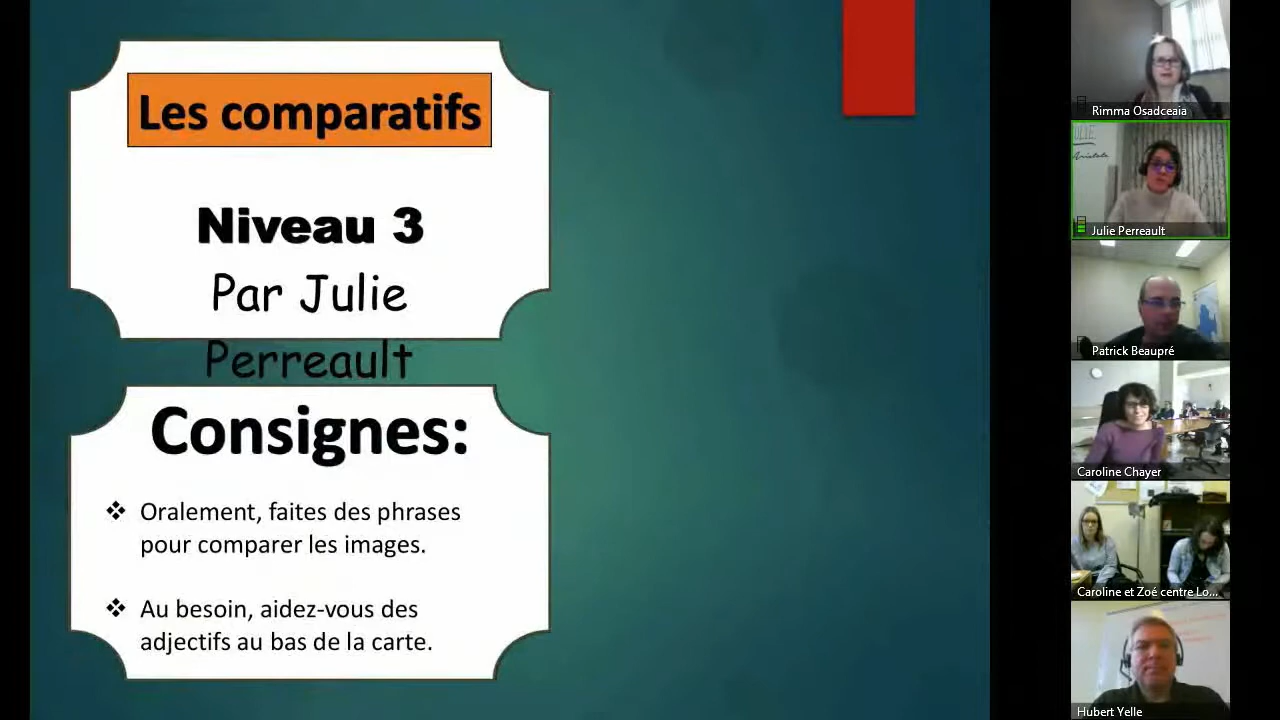 Les comparatifs
Niveau 3
Par Julie
Perreault
Consignes:
❖ Oralement, faites des phrases
pour comparer les images.
❖ Au besoin, aidez-vous des
adjectifs au bas de la carte.
Rimma Osadceaia
Julie Perreault
Patrick Beaupré
Caroline Chayer
Caroline et Zoé centre Lo...
Hubert Yelle